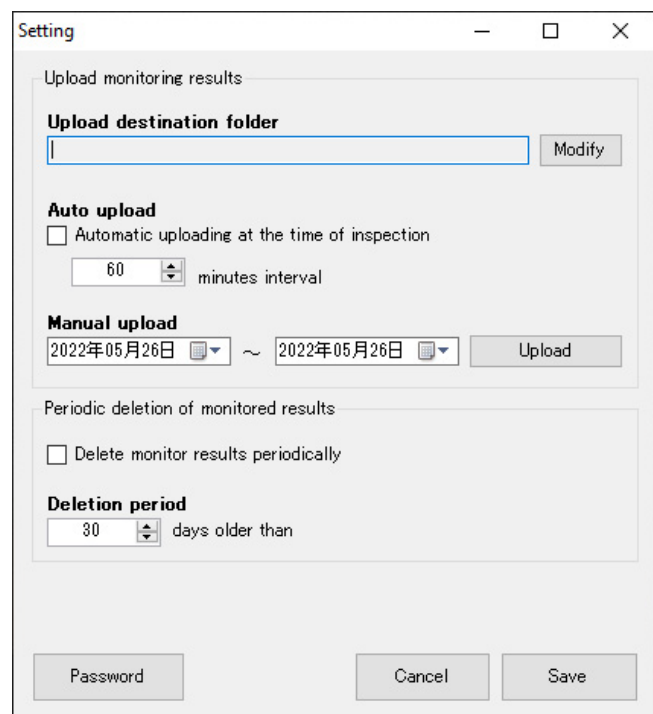 Setting
Upload monitoring results
Upload destination folder
Modify
Auto upload
Automatic uploading at the time of inspection
60 minutes interval
Manual upload
2022年05月26日 ～ 2022年05月26日 Upload
Periodic deletion of monitored results
Delete monitor results periodically
Deletion period
30 days older than
Password Cancel Save